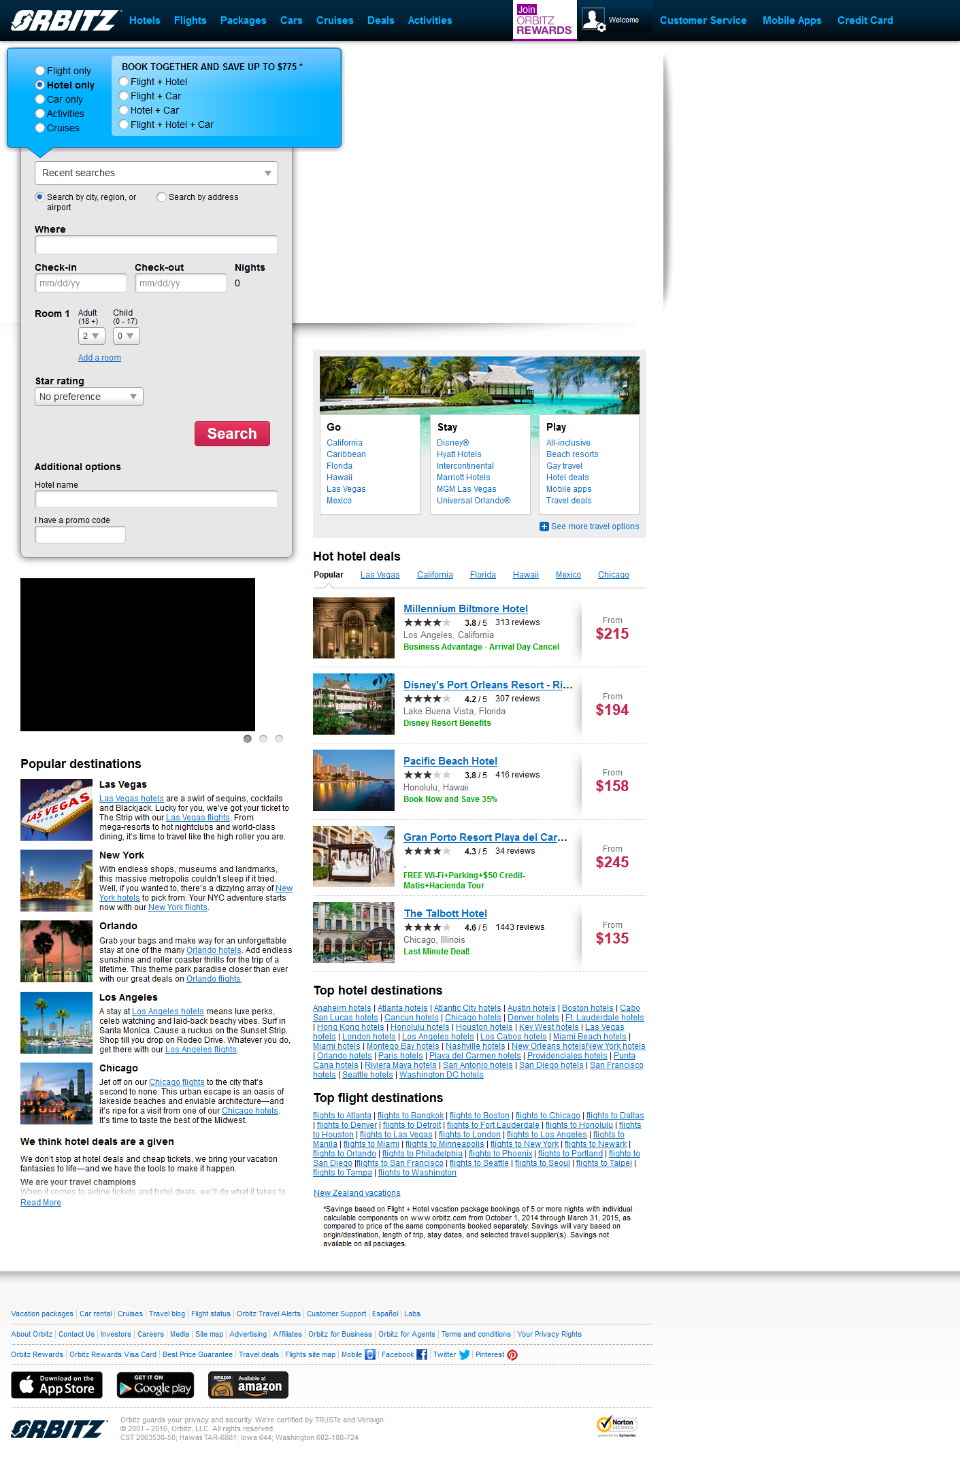 ORBITZ
Hotels Flights Packages Cars Cruises Deals Activities
Join ORBITZ REWARDS
Welcome
Customer Service Mobile Apps Credit Card
Flight only
Hotel only
Car only
Activities
Cruises
BOOK TOGETHER AND SAVE UP TO $775 *
Flight + Hotel
Flight + Car
Hotel + Car
Flight + Hotel + Car
Recent searches
Search by city, region, or airport
Search by address
Where
Check-in Check-out Nights
mm/dd/yy mm/dd/yy 0
Room 1 Adult (18 +) Child (0 - 17)
2 0
Add a room
Star rating
No preference
Search
Additional options
Hotel name
I have a promo code
Go
California
Caribbean
Florida
Hawaii
Las Vegas
Mexico
Stay
Disney®
Hyatt Hotels
Intercontinental
Marriott Hotels
MGM Las Vegas
Universal Orlando®
Play
All-inclusive
Beach resorts
Gay travel
Hotel deals
Mobile apps
Travel deals
See more travel options
Hot hotel deals
Popular Las Vegas California Florida Hawaii Mexico Chicago
Millennium Biltmore Hotel
3.8 / 5 313 reviews
Los Angeles, California
Business Advantage - Arrival Day Cancel
From
$215
Disney's Port Orleans Resort - Ri...
4.2 / 5 307 reviews
Lake Buena Vista, Florida
Disney Resort Benefits
From
$194
Pacific Beach Hotel
3.8 / 5 416 reviews
Honolulu, Hawaii
Book Now and Save 35%
From
$158
Gran Porto Resort Playa del Car...
4.3 / 5 34 reviews
,
FREE Wi-Fi+Parking+$50 Credit-
Matis+Hacienda Tour
From
$245
The Talbott Hotel
4.6 / 5 1443 reviews
Chicago, Illinois
Last Minute Deal!
From
$135
Popular destinations
LAS VEGAS
NEVADA
Las Vegas
Las Vegas hotels are a swirl of sequins, cocktails
and Blackjack. Lucky for you, we've got your ticket to
The Strip with our Las Vegas flights. From
mega-resorts to hot nightclubs and world-class
dining, it's time to travel like the high roller you are.
New York
With endless shops, museums and landmarks,
this massive metropolis couldn't sleep if it tried.
Well, if you wanted to, there's a dizzying array of New
York hotels to pick from. Your NYC adventure starts
now with our New York flights.
Orlando
Grab your bags and make way for an unforgettable
stay at one of the many Orlando hotels. Add endless
sunshine and roller coaster thrills for the trip of a
lifetime. This theme park paradise closer than ever
with our great deals on Orlando flights.
Los Angeles
A stay at Los Angeles hotels means luxe perks,
celeb watching and laid-back beachy vibes. Surf in
Santa Monica. Cause a ruckus on the Sunset Strip.
Shop till you drop on Rodeo Drive. Whatever you do,
get there with our Los Angeles flights.
Chicago
Jet off on our Chicago flights to the city that's
second to none. This urban escape is an oasis of
lakeside beaches and enviable architecture—and
it's ripe for a visit from one of our Chicago hotels.
It's time to taste the best of the Midwest.
We think hotel deals are a given
We don't stop at hotel deals and cheap tickets, we bring your vacation
fantasies to life—and we have the tools to make it happen.
We are your travel champions
When it comes to airline tickets and hotel deals, we'll do what it takes to
Read More
Top hotel destinations
Anaheim hotels | Atlanta hotels | Atlantic City hotels | Austin hotels | Boston hotels | Cabo
San Lucas hotels | Cancun hotels | Chicago hotels | Denver hotels | Ft. Lauderdale hotels
| Hong Kong hotels | Honolulu hotels | Houston hotels | Key West hotels | Las Vegas
hotels | London hotels | Los Angeles hotels | Los Cabos hotels | Miami Beach hotels |
Miami hotels | Montego Bay hotels | Nashville hotels | New Orleans hotelsNew York hotels
| Orlando hotels | Paris hotels | Playa del Carmen hotels | Providenciales hotels | Punta
Cana hotels | Riviera Maya hotels | San Antonio hotels | San Diego hotels | San Francisco
hotels | Seattle hotels | Washington DC hotels
Top flight destinations
flights to Atlanta | flights to Bangkok | flights to Boston | flights to Chicago | flights to Dallas
| flights to Denver | flights to Detroit | flights to Fort Lauderdale | flights to Honolulu | flights
to Houston | flights to Las Vegas | flights to London | flights to Los Angeles | flights to
Manila | flights to Miami | flights to Minneapolis | flights to New York | flights to Newark |
flights to Orlando | flights to Philadelphia | flights to Phoenix | flights to Portland | flights to
San Diego |flights to San Francisco | flights to Seattle | flights to Seoul | flights to Taipei |
flights to Tampa | flights to Washington
New Zealand vacations
*Savings based on Flight + Hotel vacation package bookings of 5 or more nights with individual
calculable components on www.orbitz.com from October 1, 2014 through March 31, 2015, as
compared to price of the same components booked separately. Savings will vary based on
origin/destination, length of trip, stay dates, and selected travel supplier(s). Savings not
available on all packages.
Vacation packages | Car rental | Cruises | Travel blog | Flight status | Orbitz Travel Alerts | Customer Support | Español | Labs
About Orbitz | Contact Us | Investors | Careers | Media | Site map | Advertising | Affiliates | Orbitz for Business | Orbitz for Agents | Terms and conditions | Your Privacy Rights
Orbitz Rewards | Orbitz Rewards Visa Card | Best Price Guarantee | Travel deals | Flights site map | Mobile | Facebook | Twitter | Pinterest
Download on the App Store
GET IT ON Google play
Available at amazon
ORBITZ
Orbitz guards your privacy and security. We're certified by TRUSTe and Verisign.
© 2001 - 2016, Orbitz, LLC. All rights reserved.
CST 2063530-50; Hawaii TAR-6881; Iowa 644; Washington 602-108-724
Norton
SECURED
powered by Symantec